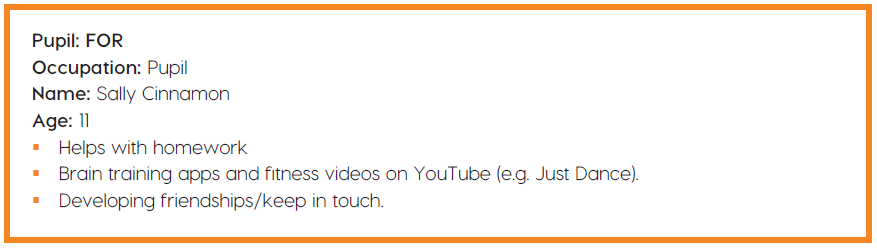 Pupil: FOR
Occupation: Pupil
Name: Sally Cinnamon
Age: 11
▪ Helps with homework
▪ Brain training apps and fitness videos on YouTube (e.g. Just Dance).
▪ Developing friendships/keep in touch.